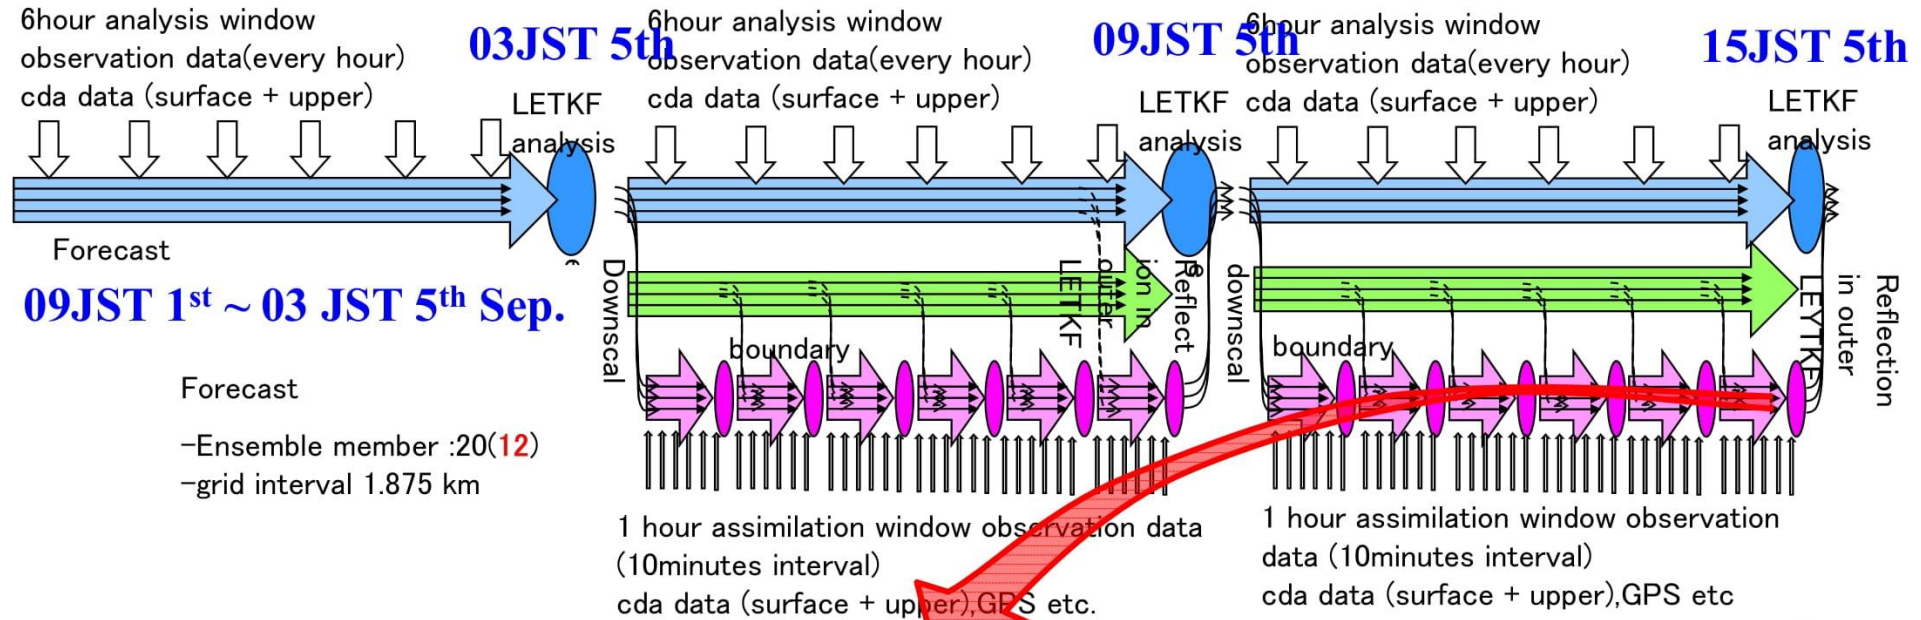 6hour analysis window
observation data(every hour)
cda data (surface + upper)
03JST 5th
LETKF
analysis
6hour analysis window
observation data(every hour)
cda data (surface + upper)
09JST 5th
LETKF
analysis
6hour analysis window
observation data(every hour)
cda data (surface + upper)
15JST 5th
LETKF
analysis
Forecast
09JST 1st ~ 03 JST 5th Sep.
Forecast
-Ensemble member :20(12)
-grid interval 1.875 km
Downscal
e
boundary
LETKF
outer
ion in
Reflect
downscal
e
boundary
LEYTKF
in outer
Reflection
1 hour assimilation window observation data
(10minutes interval)
cda data (surface + upper),GPS etc.
1 hour assimilation window observation
data (10minutes interval)
cda data (surface + upper),GPS etc